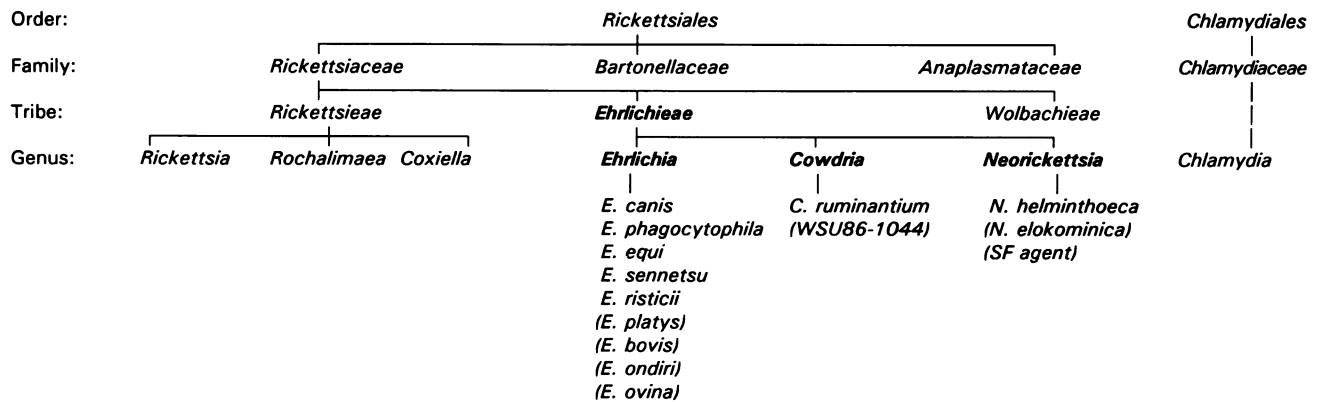 Order: Rickettsiales Chlamydiales
Family: Rickettsiaceae Bartonellaceae Anaplasmataceae Chlamydiaceae
Tribe: Rickettsieae Ehrlichieae Wolbachieae
Genus: Rickettsia Rochalimaea Coxiella Ehrlichia Cowdria Neorickettsia Chlamydia
E. canis C. ruminantium N. helminthoeca
E. phagocytophila (WSU86-1044) (N. elokominica)
E. equi (SF agent)
E. sennetsu
E. risticii
(E. platys)
(E. bovis)
(E. ondiri)
(E. ovina)